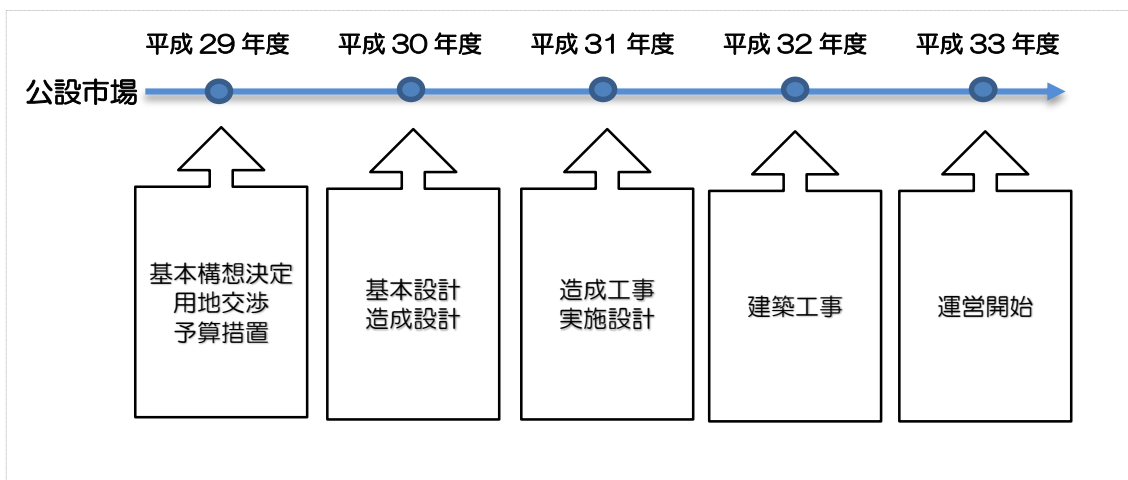 平成 29 年度 平成 30 年度 平成 31 年度 平成 32 年度 平成 33 年度
公設市場
基本構想決定
用地交渉
予算措置
基本設計
造成設計
造成工事
実施設計
建築工事
運営開始